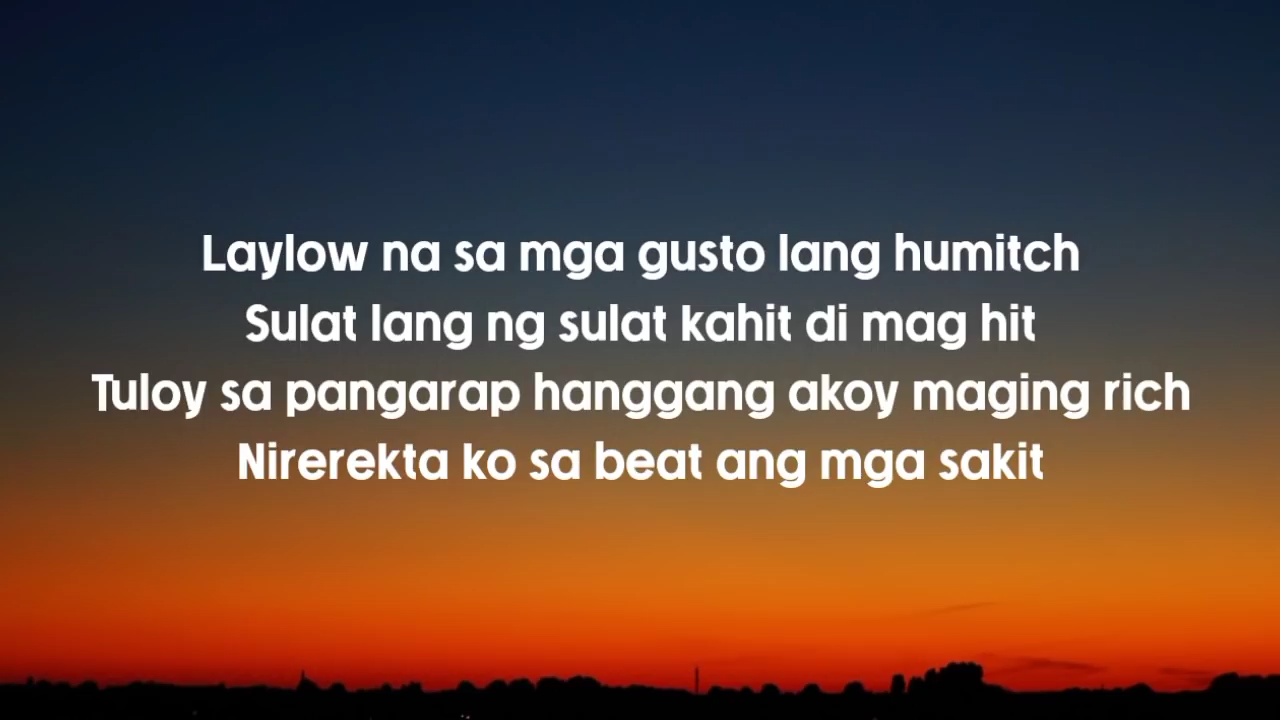 Laylow na sa mga gusto lang humitch
Sulat lang ng sulat kahit di mag hit
Tuloy sa pangarap hanggang akoy maging rich
Nirerekta ko sa beat ang mga sakit